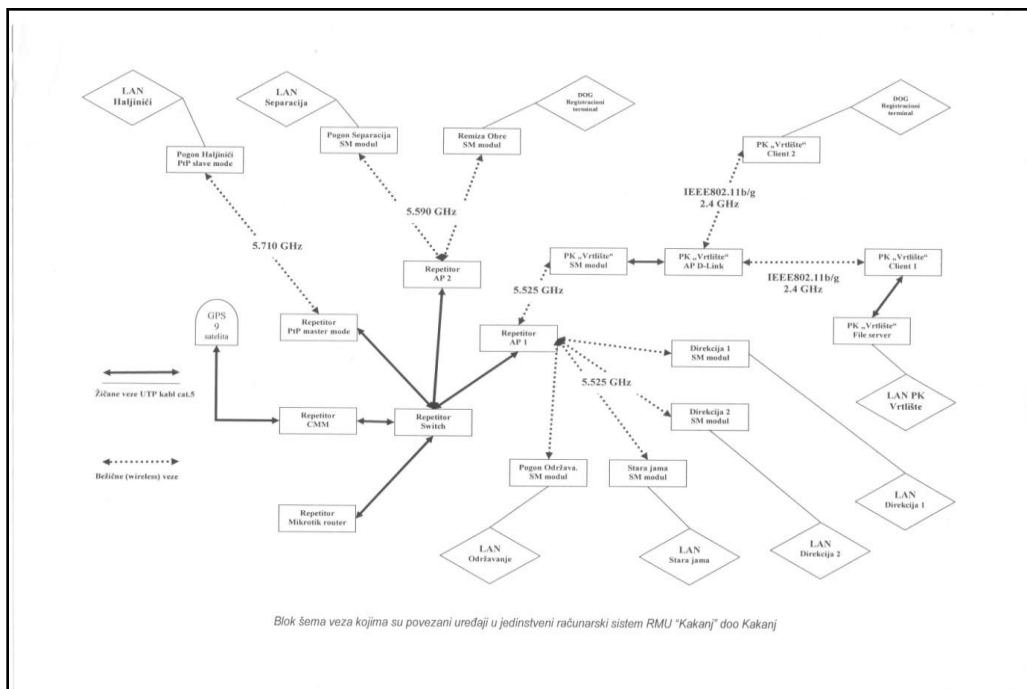 LAN
Haljinići
LAN
Separacija
DOG
Registracioni
terminal
DOG
Registracioni
terminal
Pogon Haljinići
PtP slave mode
Pogon Separacija
SM modul
Remiza Obre
SM modul
PK „Vrtlište“
Client 2
5.710 GHz
5.590 GHz
IEEE802.11b/g
2.4 GHz
Repetitor
AP 2
PK „Vrtlište“
SM modul
PK „Vrtlište“
AP D-Link
PK „Vrtlište“
Client 1
IEEE802.11b/g
2.4 GHz
5.525 GHz
GPS
9
satelita
Repetitor
PtP master mode
Repetitor
AP 1
PK „Vrtlište“
File server
Direkcija 1
SM modul
5.525 GHz
Žičane veze UTP kabl cat.5
LAN PK
Vrtlište
Repetitor
CMM
Repetitor
Switch
Direkcija 2
SM modul
Bežične (wireless) veze
Pogon Održava.
SM modul
Stara jama
SM modul
LAN
Direkcija 1
Repetitor
Mikrotik router
LAN
Održavanje
LAN
Stara jama
LAN
Direkcija 2
Blok šema veza kojima su povezani uređaji u jedinstveni računarski sistem RMU “Kakanj” doo Kakanj